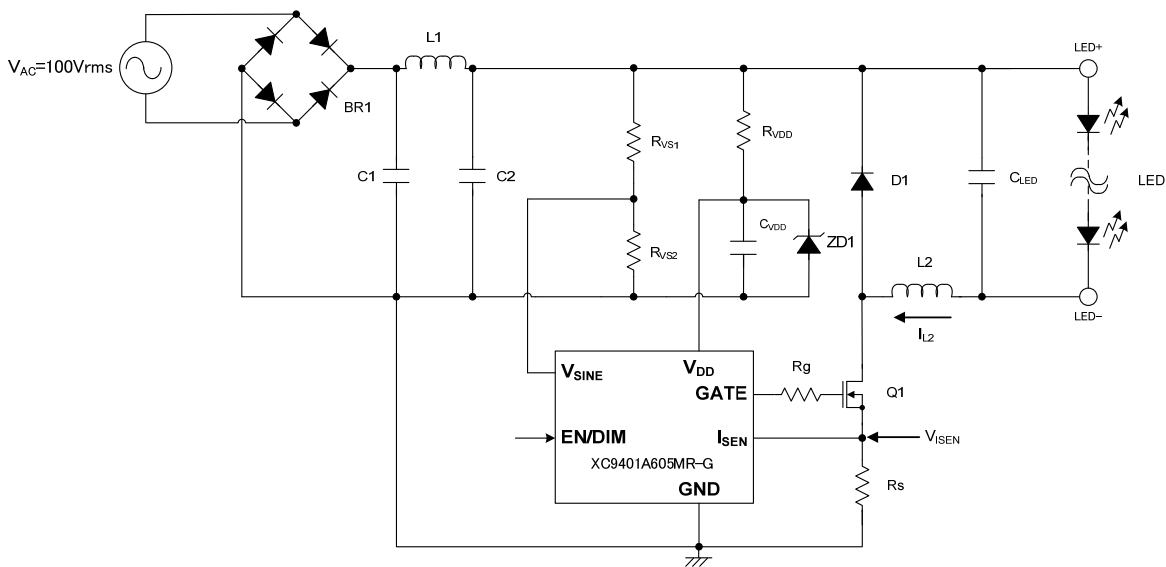 VAC=100Vrms
BR1
L1
C1
C2
RVS1
RVS2
RVDD
CVDD
ZD1
D1
CLED
LED+
LED
LED-
L2
IL2
VSINE
VDD
GATE
EN/DIM
ISEN
XC9401A605MR-G
GND
Rg
Q1
VISEN
Rs